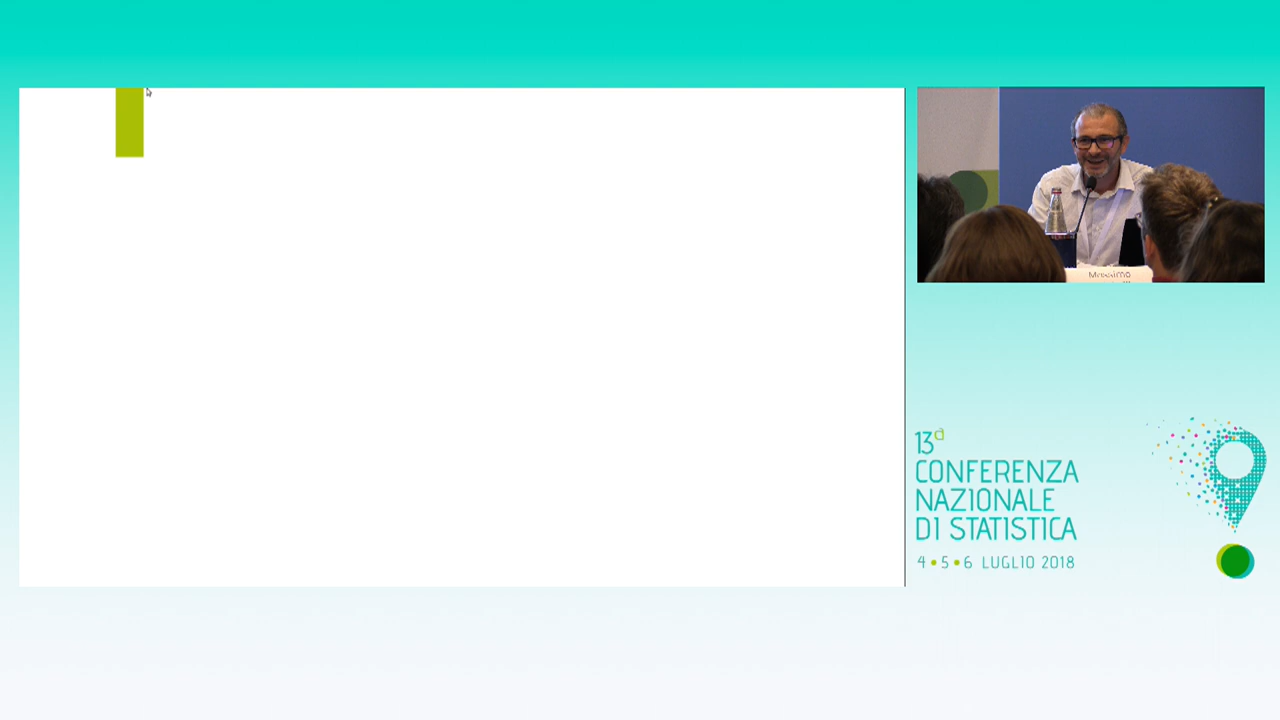 Massimo
13ª
CONFERENZA
NAZIONALE
DI STATISTICA
4 • 5 • 6 LUGLIO 2018